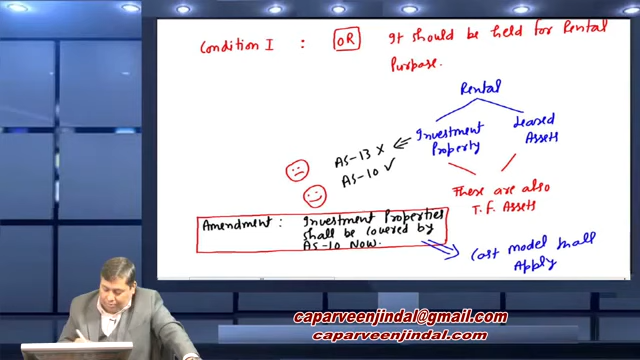 Condition I : OR It should be held for Rental
Purpose.
Rental
Investment
Property
Leased
Assets
AS-13 X
AS-10 ✓
These are also
T.F. Assets
Amendment : Investment Properties
shall be covered by
AS-10 Now.
Cost model shall
Apply
caparveenjindal@gmail.com
caparveenjindal.com